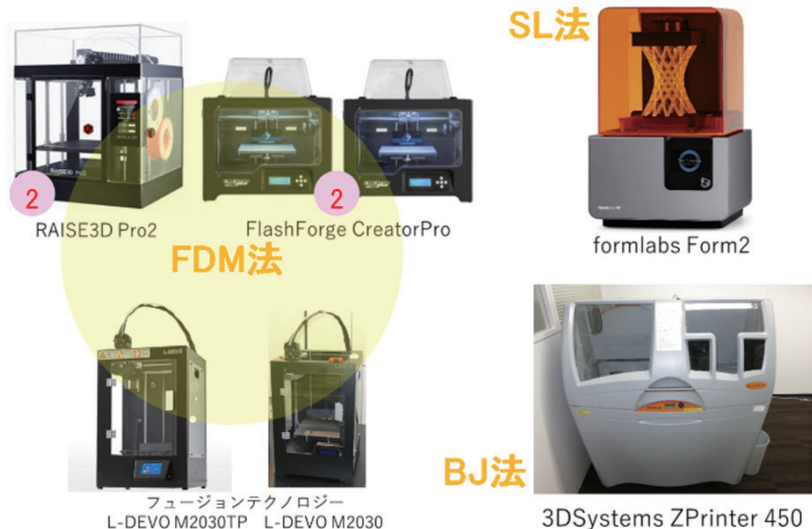 SL法
2
RAISE3D Pro2
2
FlashForge CreatorPro
FDM法
formlabs Form2
L-DEVO
フュージョンテクノロジー
L-DEVO M2030TP L-DEVO M2030
BJ法
3DSystems ZPrinter 450